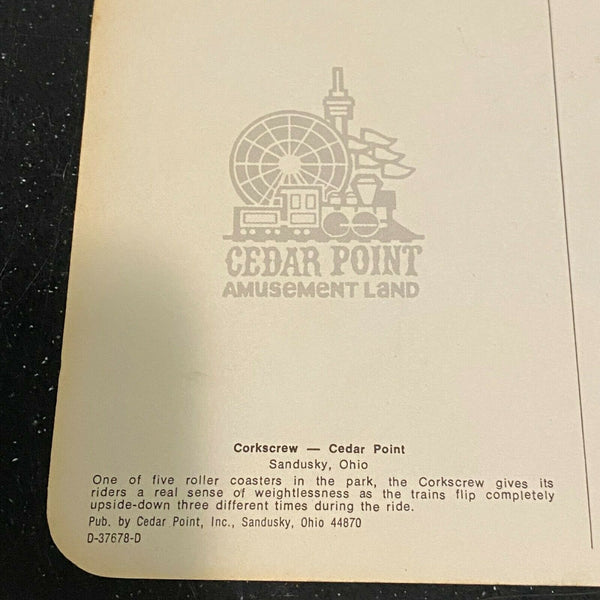 CEDAR POINT
AMUSEMENT LAND
Corkscrew — Cedar Point
Sandusky, Ohio
One of five roller coasters in the park, the Corkscrew gives its
riders a real sense of weightlessness as the trains flip completely
upside-down three different times during the ride.
Pub. by Cedar Point, Inc., Sandusky, Ohio 44870
D-37678-D